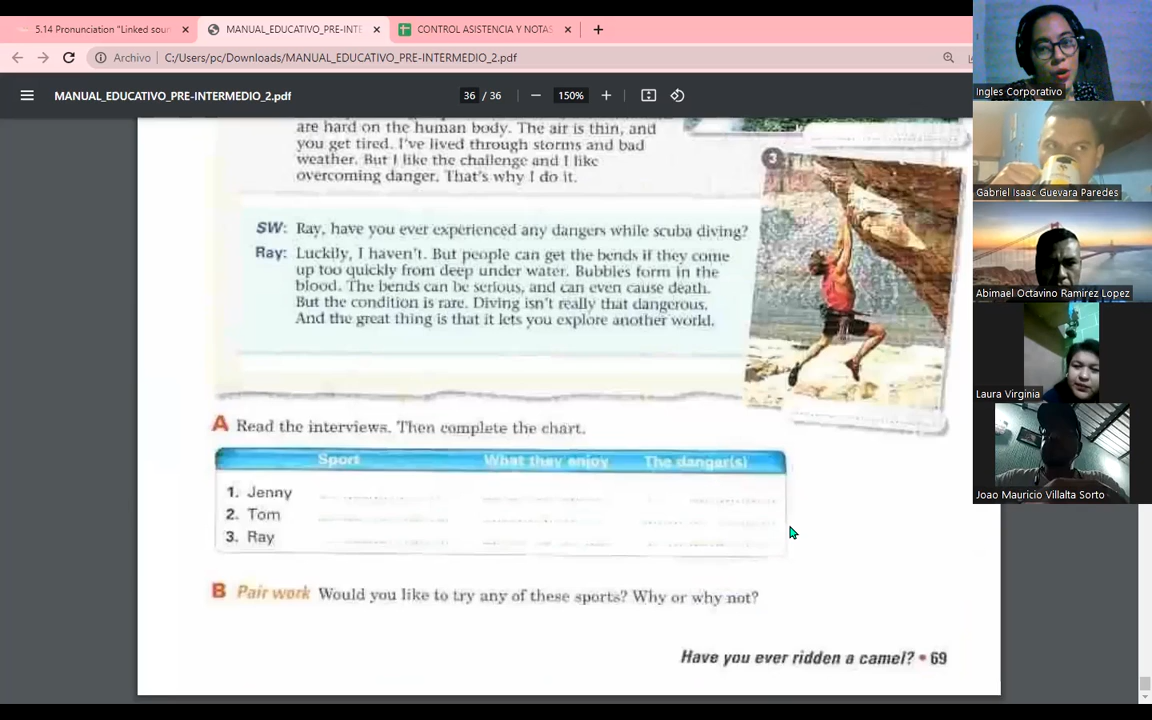 5.14 Pronunciation "Linked soun
MANUAL_EDUCATIVO_PRE-INTE
CONTROL ASISTENCIA Y NOTAS
Archivo
C:/Users/pc/Downloads/MANUAL_EDUCATIVO_PRE-INTERMEDIO_2.pdf
MANUAL_EDUCATIVO_PRE-INTERMEDIO_2.pdf
36 / 36
150%
are hard on the human body. The air is thin, and
you get tired. I've lived through storms and bad
weather. But I like the challenge and I like
overcoming danger. That's why I do it.
3
SW: Ray, have you ever experienced any dangers while scuba diving?
Ray: Luckily, I haven't. But people can get the bends if they come
up too quickly from deep under water. Bubbles form in the
blood. The bends can be serious, and can even cause death.
But the condition is rare. Diving isn't really that dangerous.
And the great thing is that it lets you explore another world.
A Read the interviews. Then complete the chart.
Sport What they enjoy The danger(s)
1. Jenny
2. Tom
3. Ray
B Pair work Would you like to try any of these sports? Why or why not?
Have you ever ridden a camel? • 69
Ingles Corporativo
Gabriel Isaac Guevara Paredes
Abimael Octavino Ramirez Lopez
Laura Virginia
Joao Mauricio Villalta Sorto